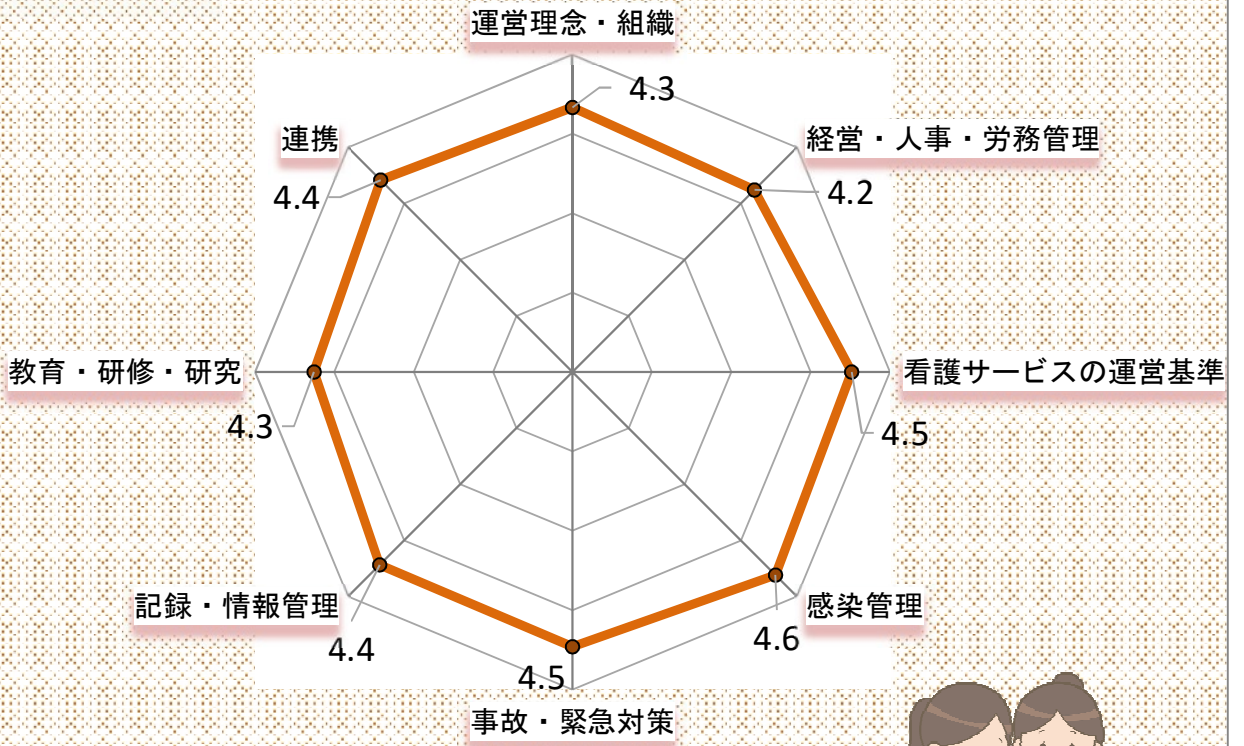 運営理念・組織
4.3
連携
経営・人事・労務管理
4.4
4.2
教育・研修・研究
看護サービスの運営基準
4.3
4.5
記録・情報管理
感染管理
4.4
4.6
4.5
事故・緊急対策